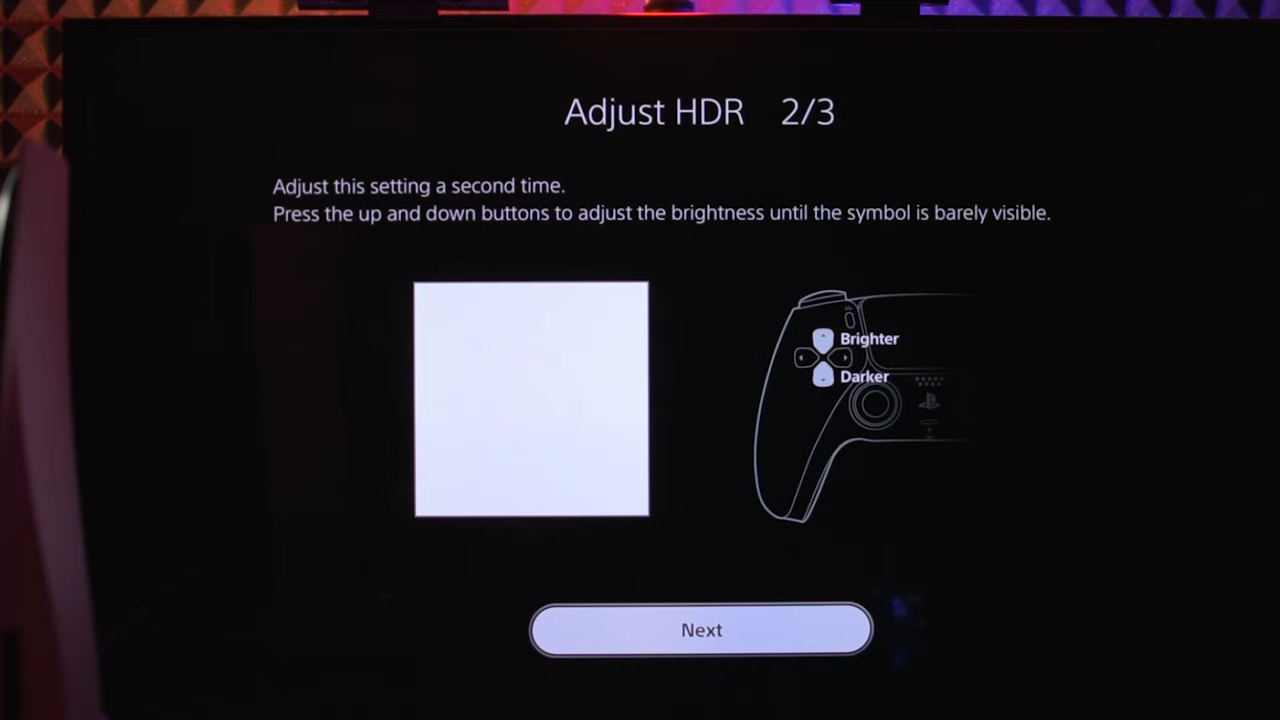 Adjust HDR 2/3
Adjust this setting a second time.
Press the up and down buttons to adjust the brightness until the symbol is barely visible.
Brighter
Darker
Next